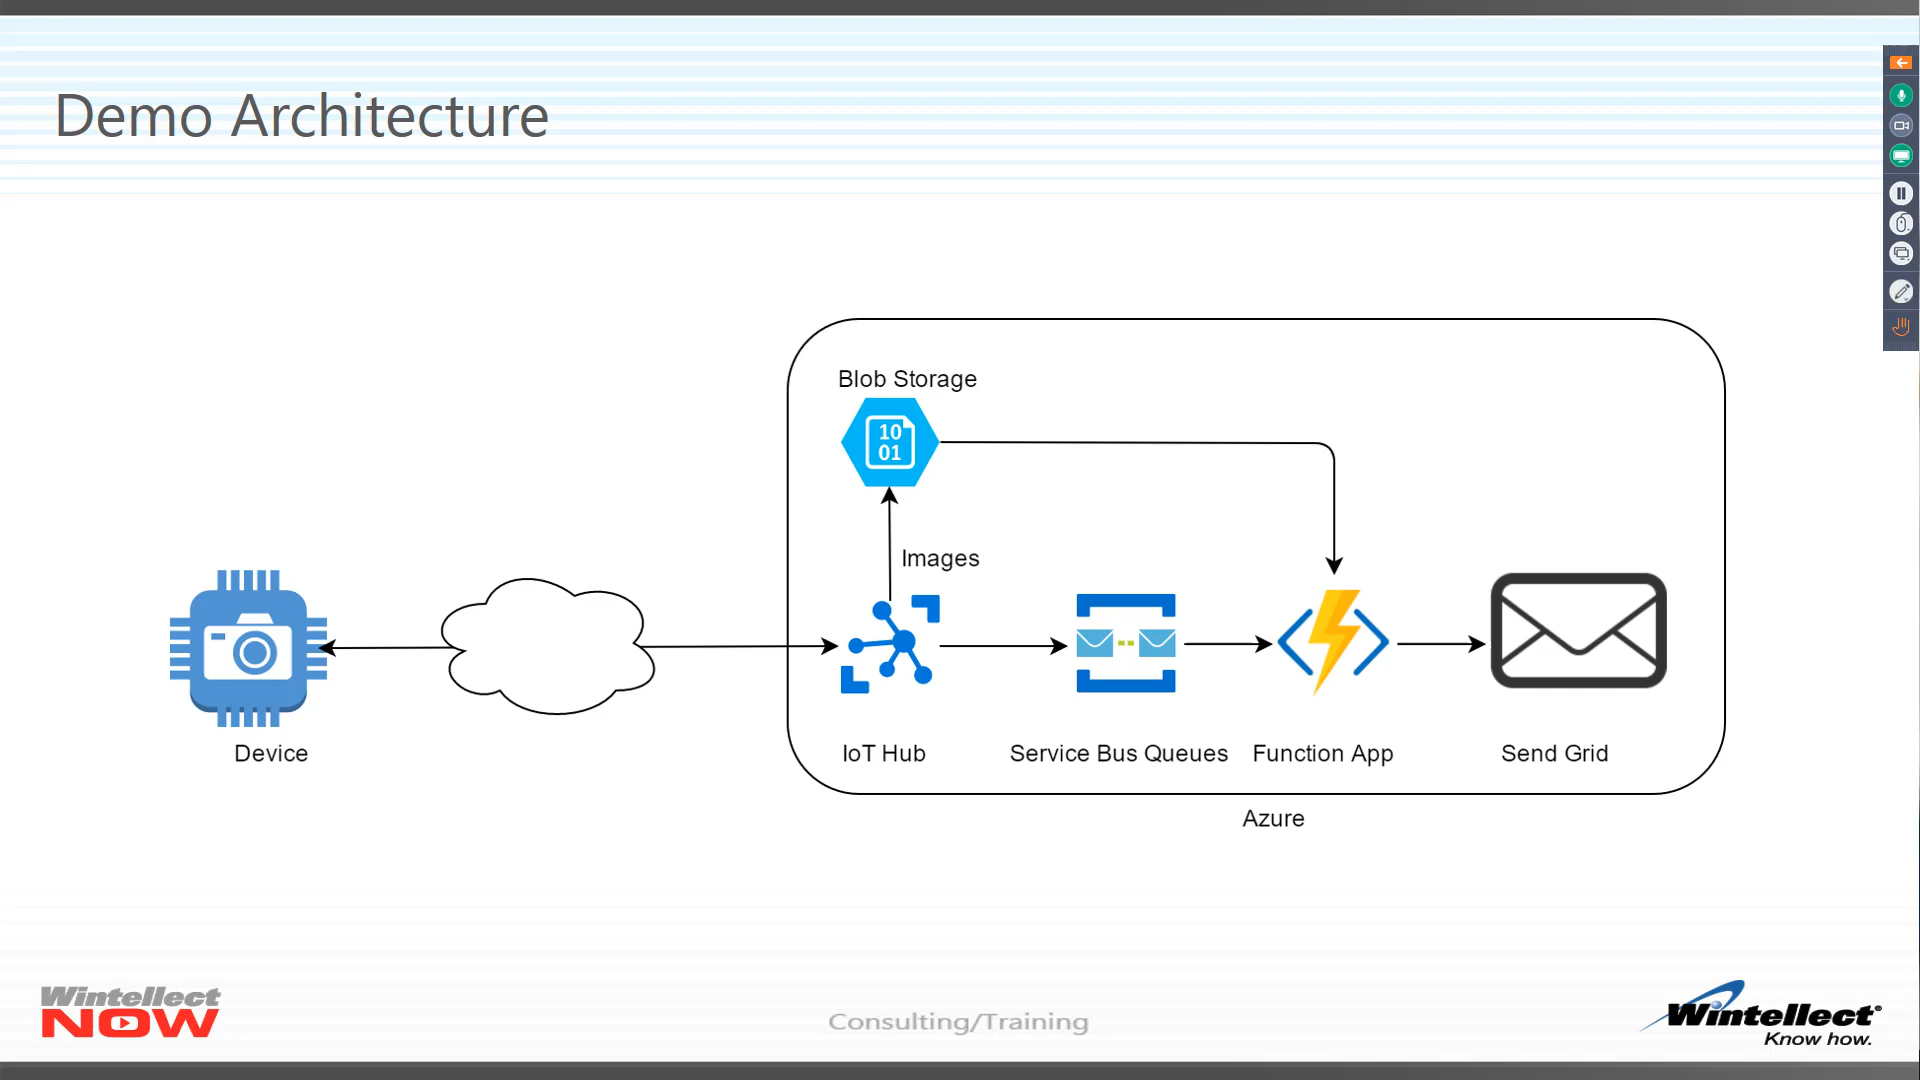 Demo Architecture
Blob Storage
10
01
Images
Device
IoT Hub
Service Bus Queues
Function App
Send Grid
Azure
Wintellect
NOW
Consulting/Training
Wintellect®
Know how.